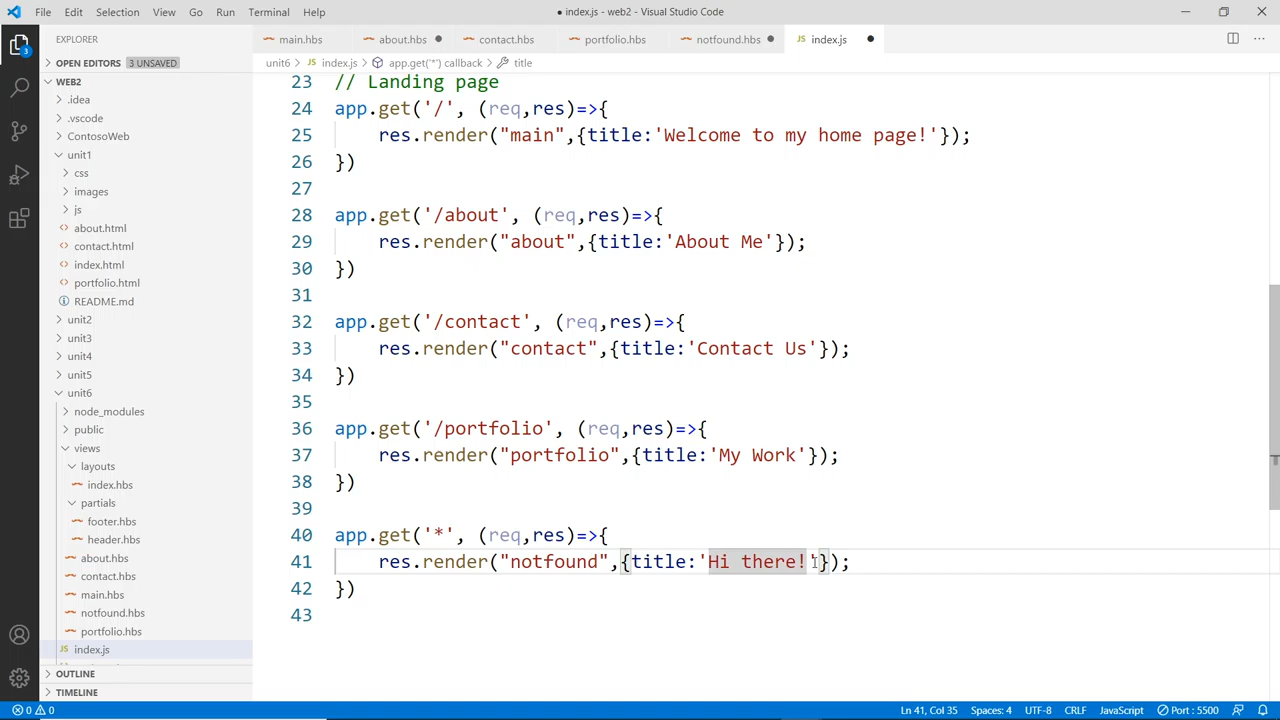 File Edit Selection View Go Run Terminal Help ● index.js - web2 - Visual Studio Code
EXPLORER
OPEN EDITORS 3 UNSAVED
WEB2
.idea
.vscode
ContosoWeb
unit1
css
images
js
about.html
contact.html
index.html
portfolio.html
README.md
unit2
unit3
unit4
unit5
unit6
node_modules
public
views
layouts
index.hbs
partials
footer.hbs
header.hbs
about.hbs
contact.hbs
main.hbs
notfound.hbs
portfolio.hbs
JS index.js
OUTLINE
TIMELINE
3
main.hbs about.hbs ● contact.hbs portfolio.hbs notfound.hbs ● JS index.js ●
unit6 > JS index.js > app.get('*') callback > title
23 // Landing page
24 app.get('/', (req,res)=>{
25 res.render("main",{title:'Welcome to my home page!'});
26 })
27
28 app.get('/about', (req,res)=>{
29 res.render("about",{title:'About Me'});
30 })
31
32 app.get('/contact', (req,res)=>{
33 res.render("contact",{title:'Contact Us'});
34 })
35
36 app.get('/portfolio', (req,res)=>{
37 res.render("portfolio",{title:'My Work'});
38 })
39
40 app.get('*', (req,res)=>{
41 res.render("notfound",{title:'Hi there!'});
42 })
43
0 0 Ln 41, Col 35 Spaces: 4 UTF-8 CRLF JavaScript Port : 5500